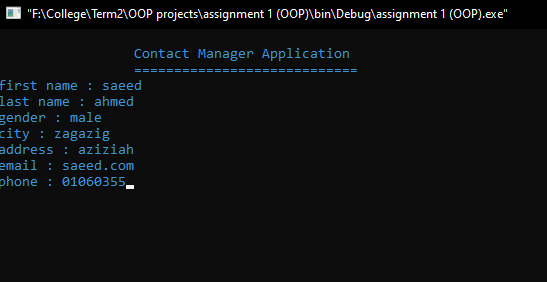 "F:\College\Term2\OOP projects\assignment 1 (OOP)\bin\Debug\assignment 1 (OOP).exe"
Contact Manager Application
============================
first name : saeed
last name : ahmed
gender : male
city : zagazig
address : aziziah
email : saeed.com
phone : 01060355